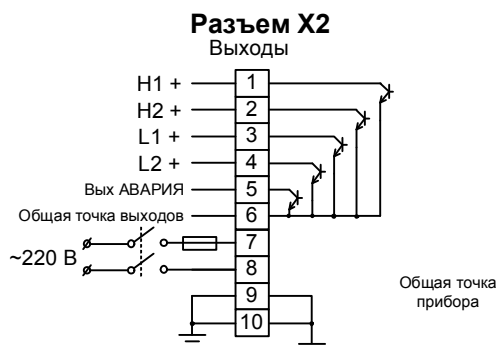 Разъем X2
Выходы
H1 + 1
H2 + 2
L1 + 3
L2 + 4
Вых АВАРИЯ 5
Общая точка выходов 6
~220 В
7
8
9
10
Общая точка
прибора